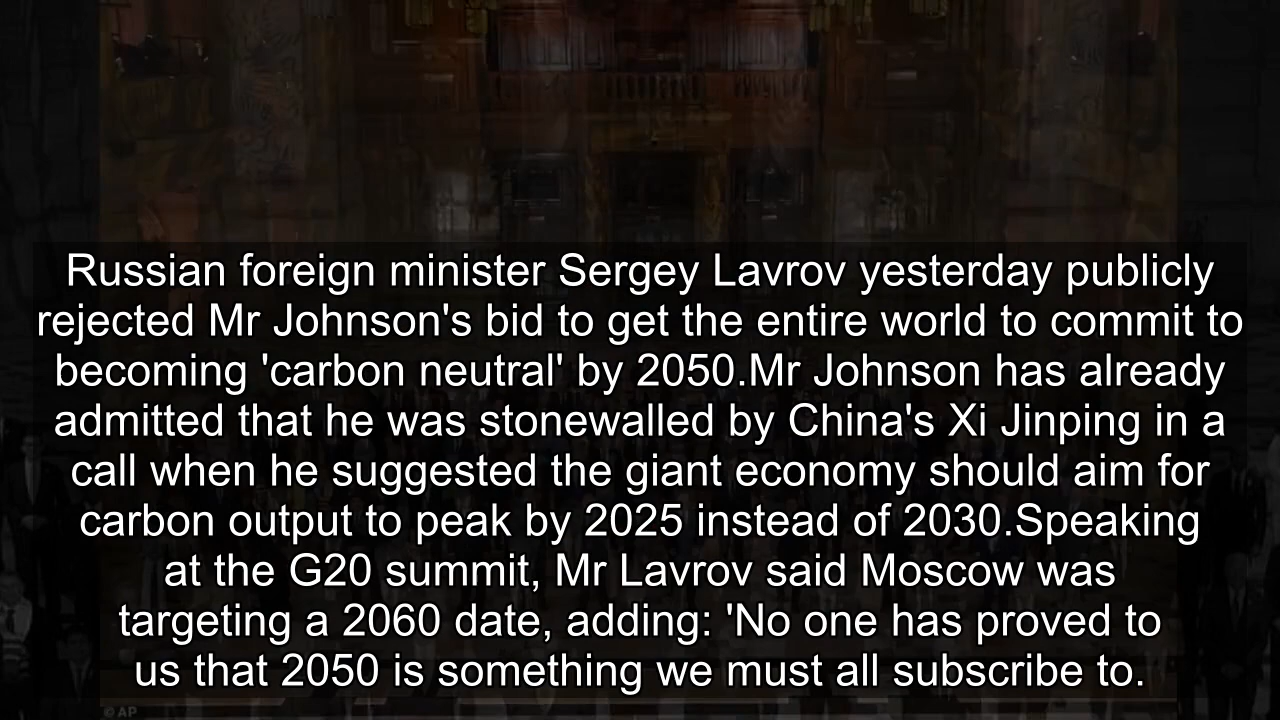 Russian foreign minister Sergey Lavrov yesterday publicly
rejected Mr Johnson's bid to get the entire world to commit to
becoming 'carbon neutral' by 2050.Mr Johnson has already
admitted that he was stonewalled by China's Xi Jinping in a
call when he suggested the giant economy should aim for
carbon output to peak by 2025 instead of 2030.Speaking
at the G20 summit, Mr Lavrov said Moscow was
targeting a 2060 date, adding: 'No one has proved to
us that 2050 is something we must all subscribe to.
© AP